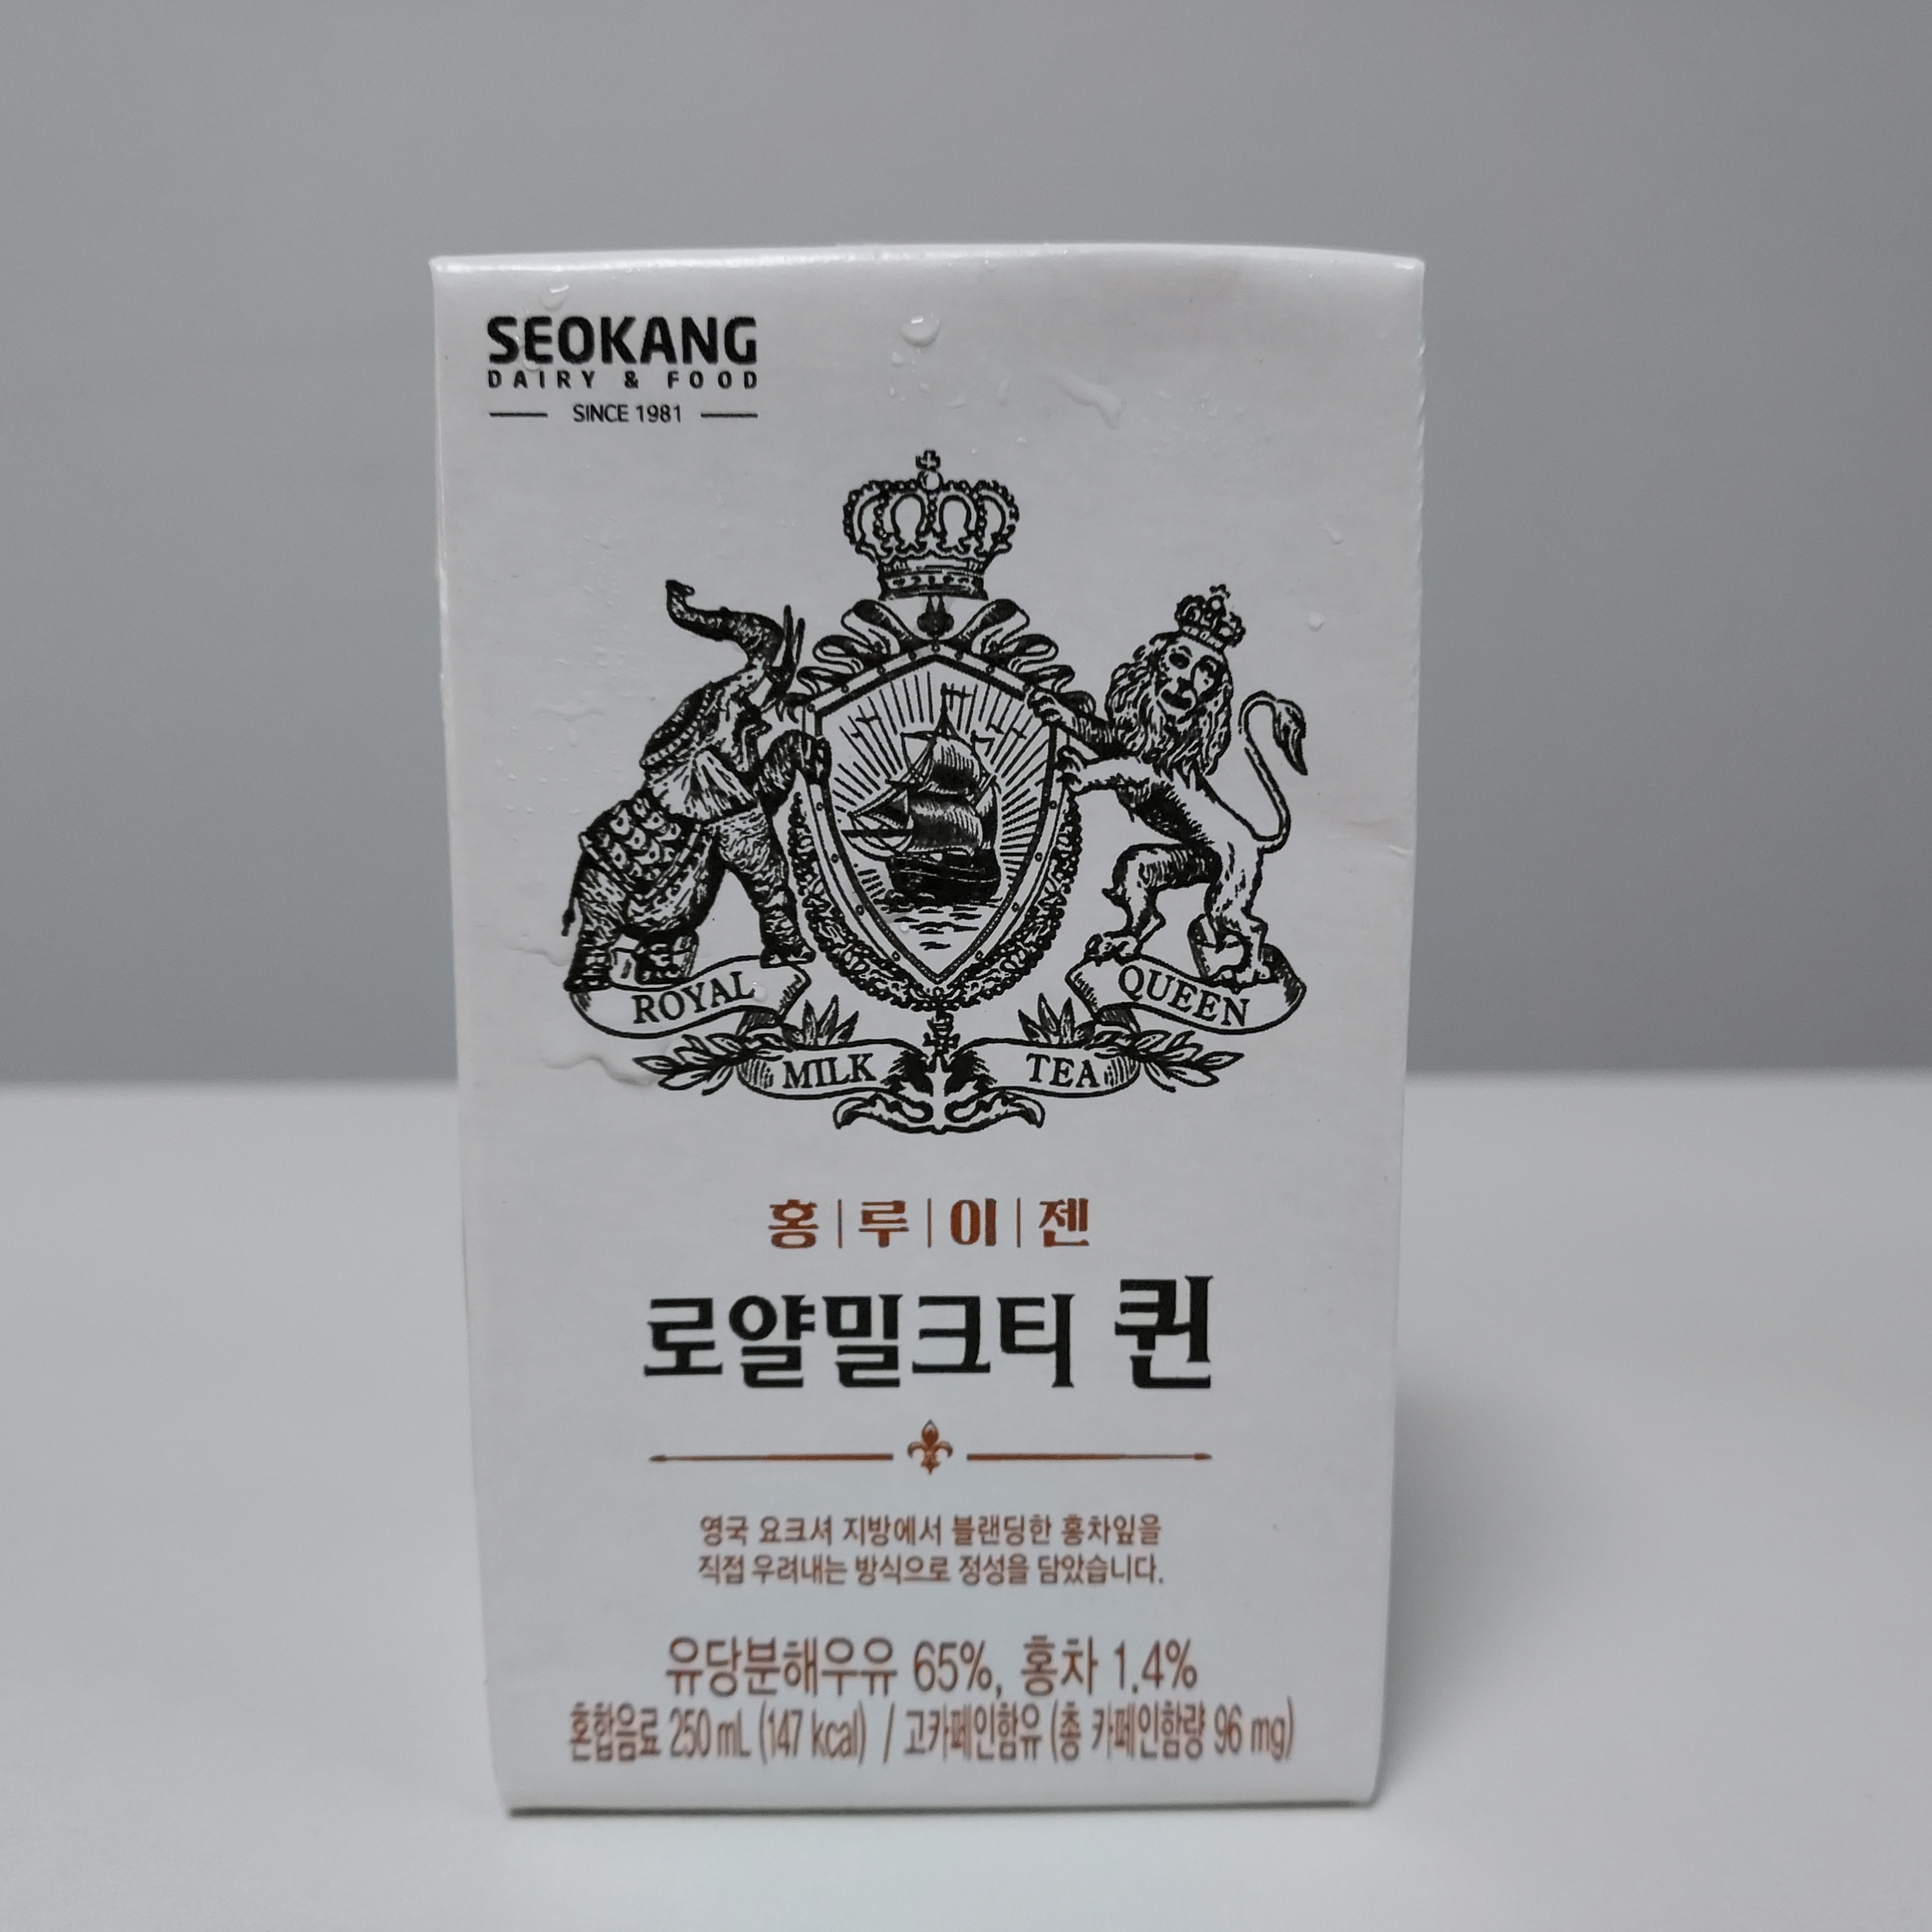 SEOKANG
DAIRY & FOOD
SINCE 1981
ROYAL QUEEN
MILK TEA
홍|루|이|젠
로얄밀크티 퀸
영국 요크셔 지방에서 블랜딩한 홍차잎을
직접 우려내는 방식으로 정성을 담았습니다.
유당분해우유 65%, 홍차 1.4%
혼합음료 250 mL (147 kcal) / 고카페인함유 (총 카페인함량 96 mg)